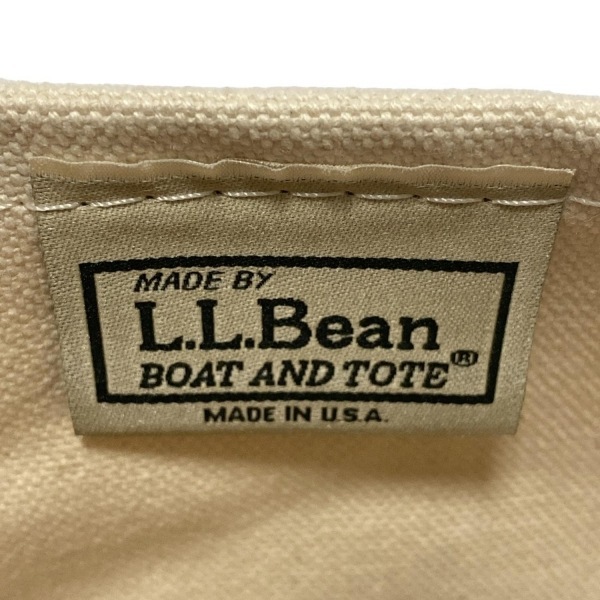 MADE BY
L.L.Bean
BOAT AND TOTE®
MADE IN U.S.A.